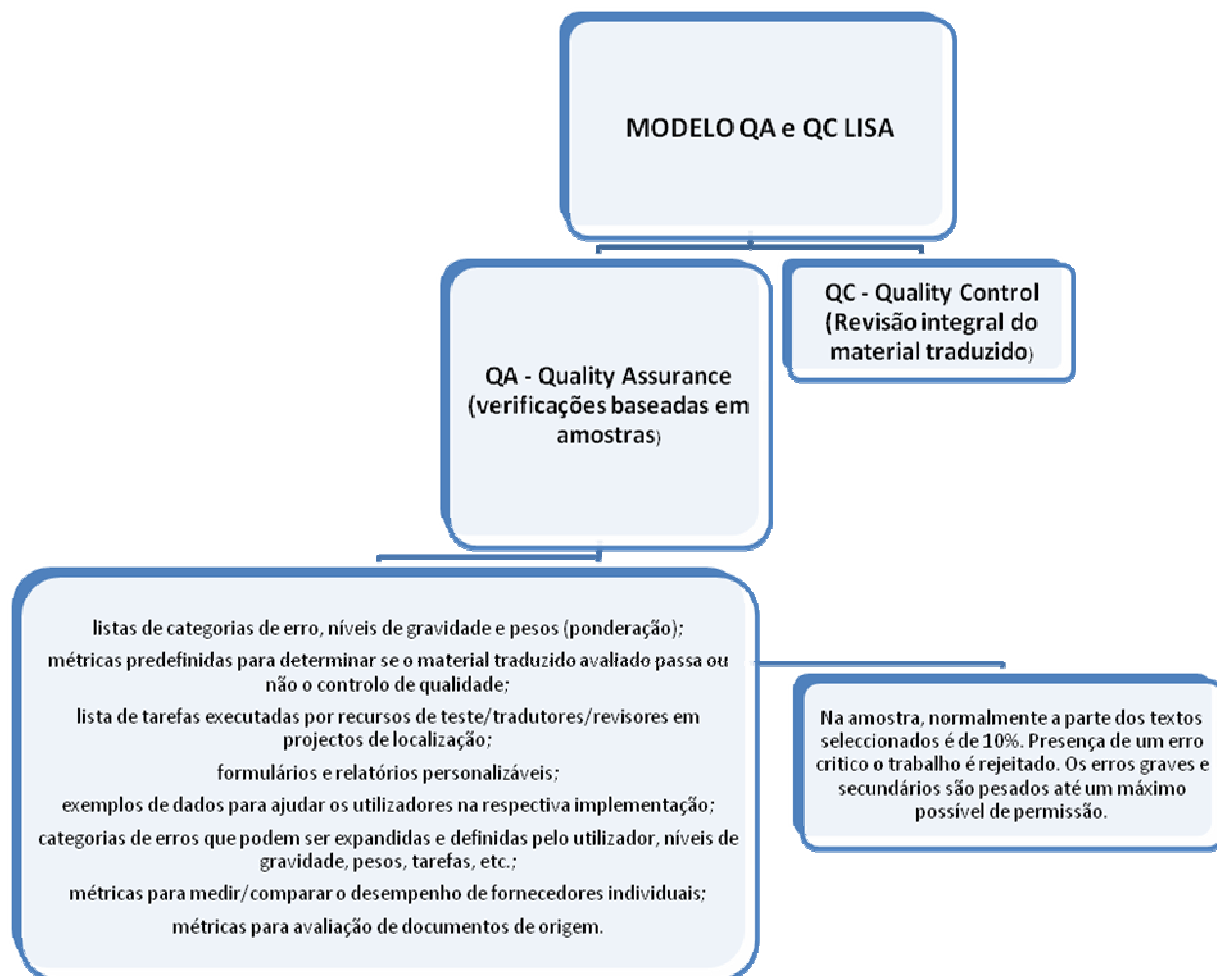 MODELO QA e QC LISA
QA - Quality Assurance
(verificações baseadas em
amostras)
QC - Quality Control
(Revisão integral do
material traduzido)
listas de categorias de erro, níveis de gravidade e pesos (ponderação);
métricas predefinidas para determinar se o material traduzido avaliado passa ou
não o controlo de qualidade;
lista de tarefas executadas por recursos de teste/tradutores/revisores em
projectos de localização;
formulários e relatórios personalizáveis;
exemplos de dados para ajudar os utilizadores na respectiva implementação;
categorias de erros que podem ser expandidas e definidas pelo utilizador, níveis de
gravidade, pesos, tarefas, etc.;
métricas para medir/comparar o desempenho de fornecedores individuais;
métricas para avaliação de documentos de origem.
Na amostra, normalmente a parte dos textos
seleccionados é de 10%. Presença de um erro
critico o trabalho é rejeitado. Os erros graves e
secundários são pesados até um máximo
possível de permissão.